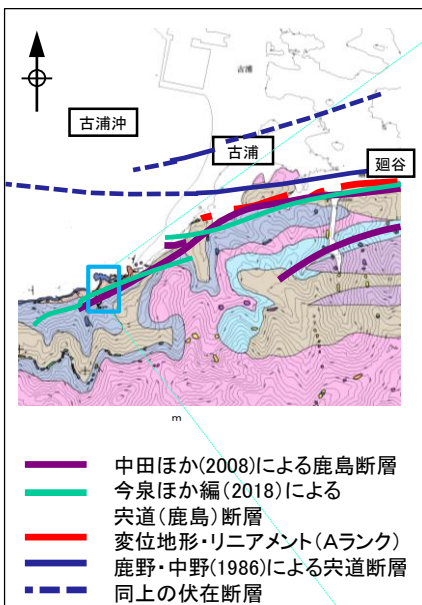 古浦
古浦沖
古浦
廻谷
m
中田ほか(2008)による鹿島断層
今泉ほか編(2018)による
宍道(鹿島)断層
変位地形・リニアメント(Aランク)
鹿野・中野(1986)による宍道断層
同上の伏在断層